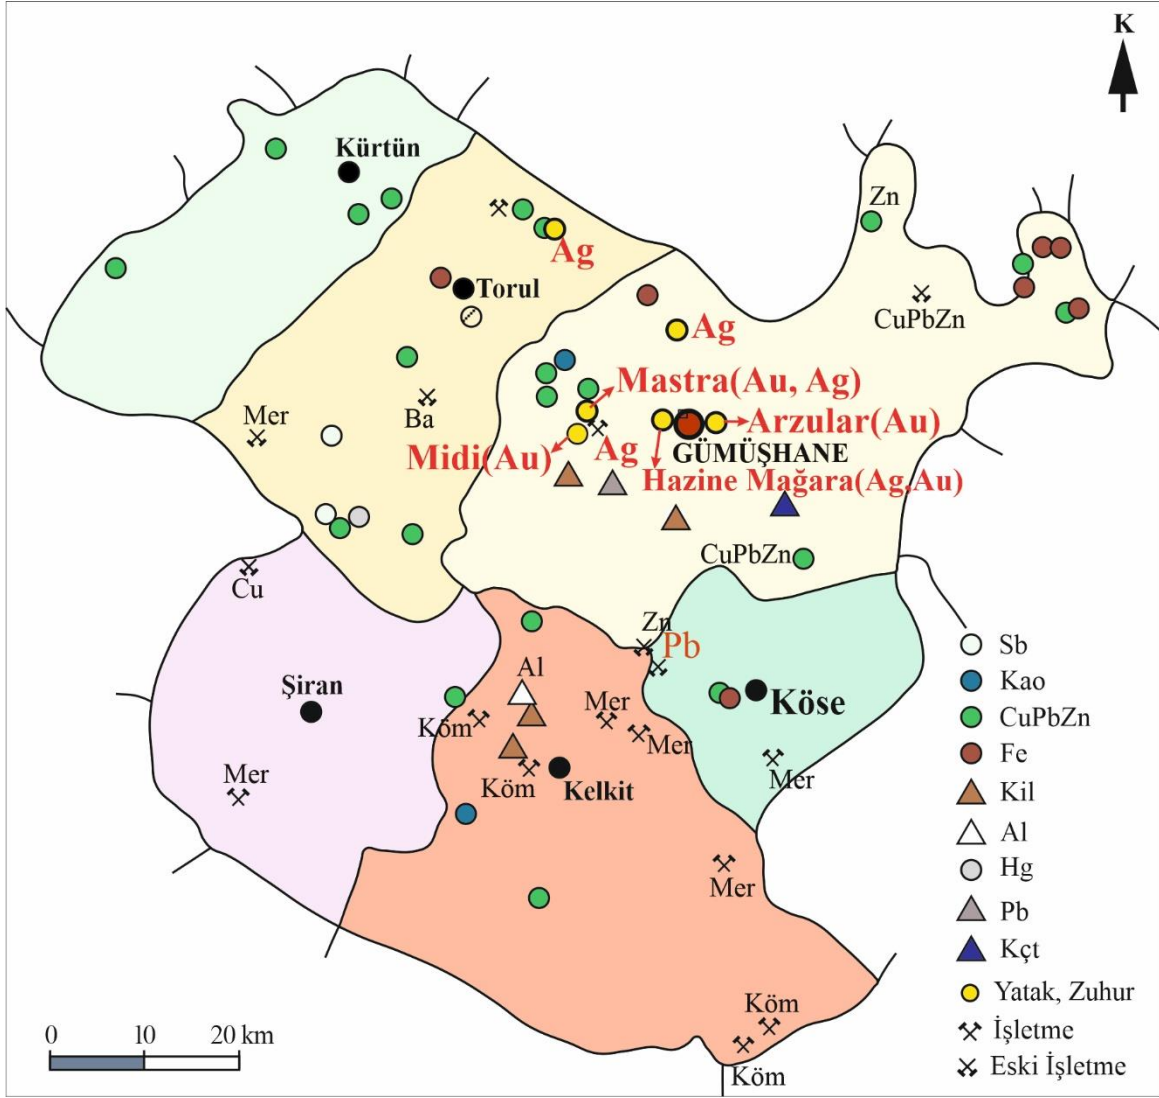 K
Kürtün
Zn
Ag
Torul
CuPbZn
Ag
Mastra(Au, Ag)
Mer
Ba
Arzular(Au)
Midi(Au)
Ag
GÜMÜŞHANE
Hazine Mağara(Ag,Au)
CuPbZn
Cu
Zn
Pb
Al
Şiran
Köm
Mer
Mer
Köse
Mer
Köm
Kelkit
Mer
Mer
Köm
Köm
0 10 20 km
Sb
Kao
CuPbZn
Fe
Kil
Al
Hg
Pb
Kçt
Yatak, Zuhur
İşletme
Eski İşletme